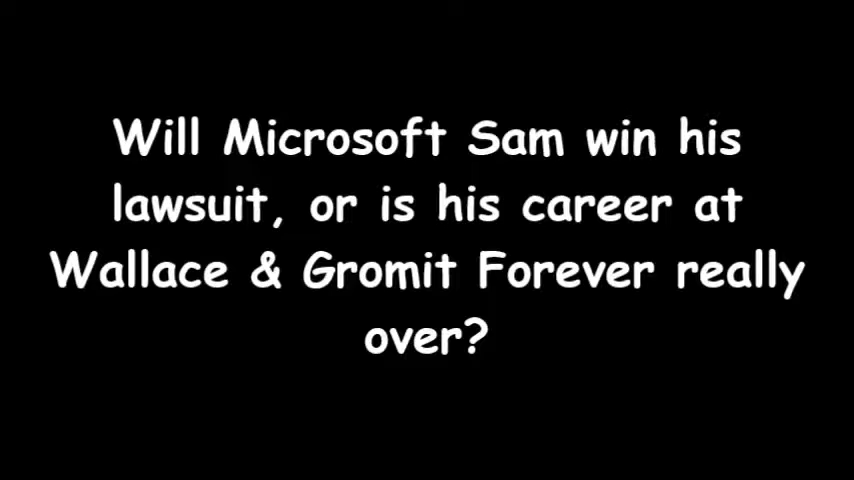 Will Microsoft Sam win his
lawsuit, or is his career at
Wallace & Gromit Forever really
over?